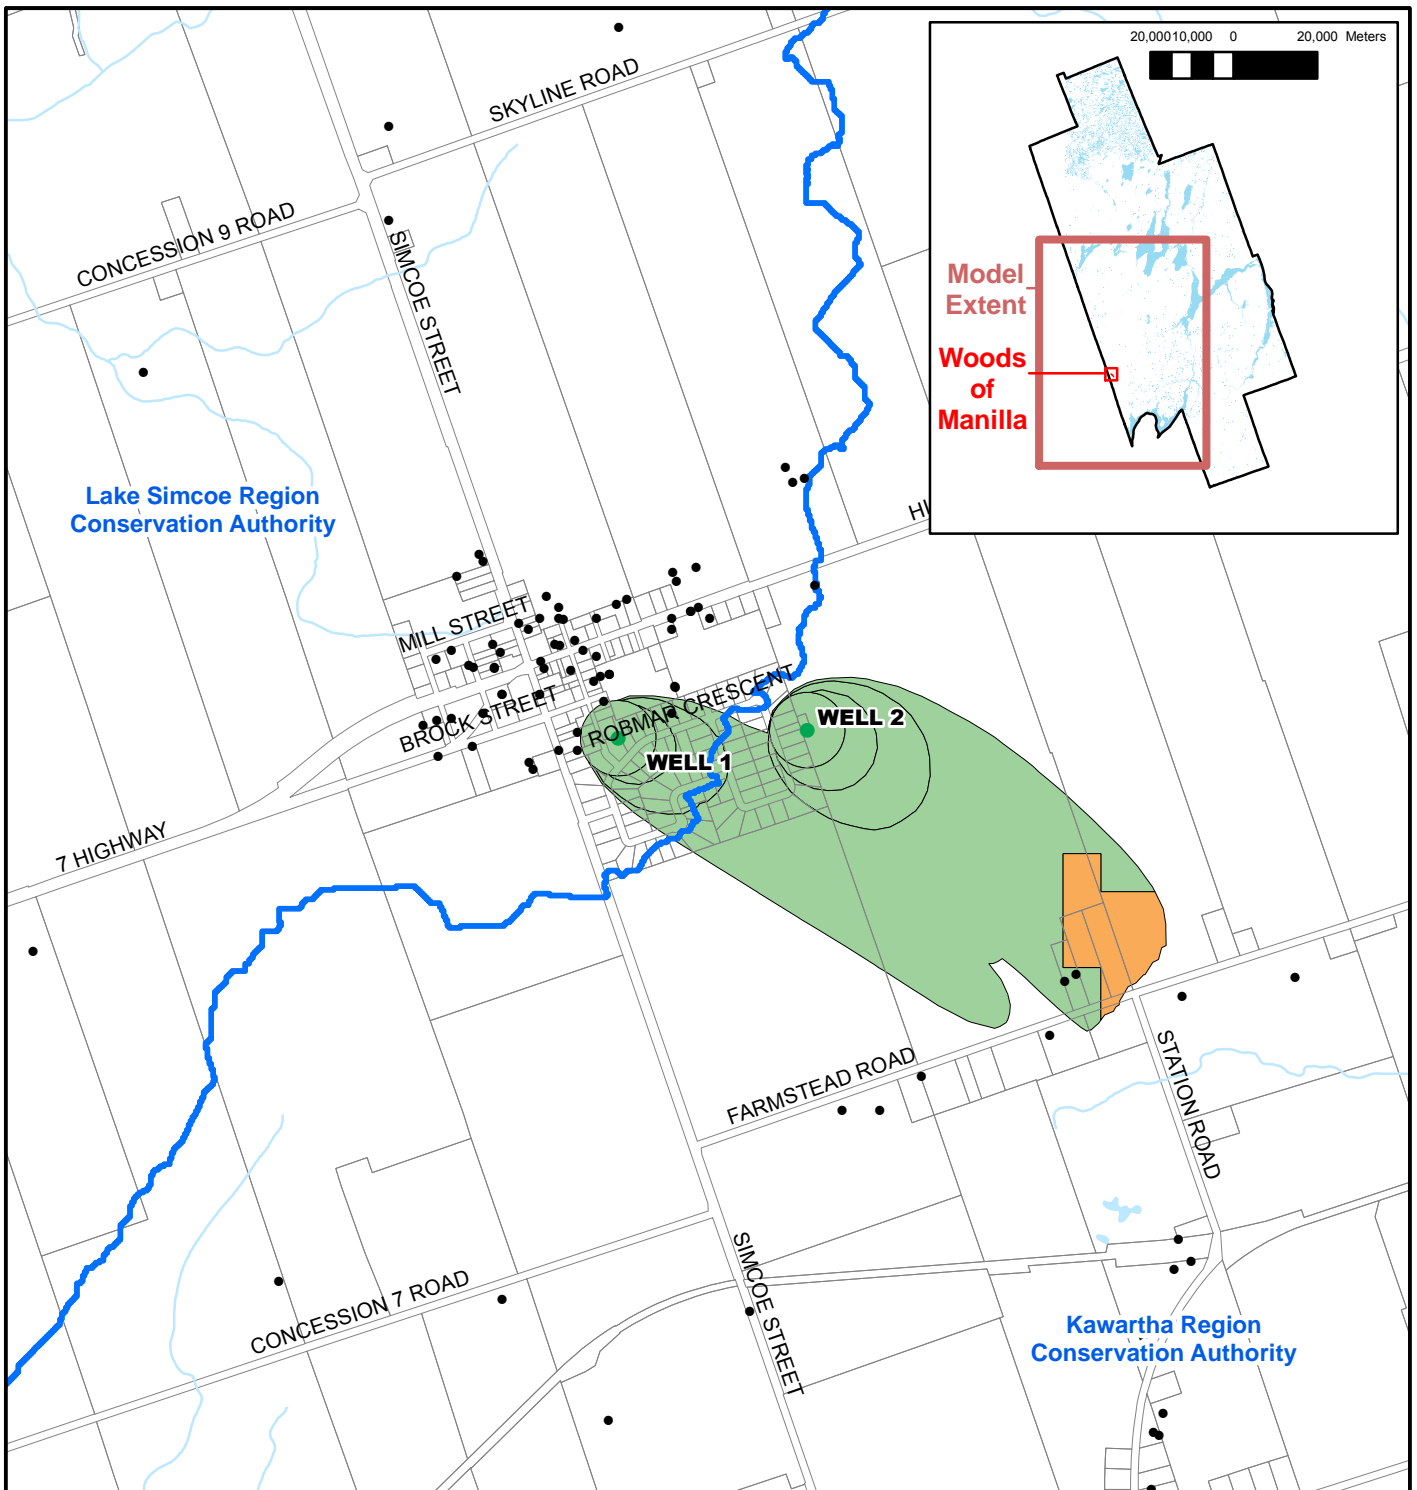 20,000 10,000 0 20,000 Meters
SKYLINE ROAD
CONCESSION 9 ROAD
SIMCOE STREET
Model
Extent
Woods
of
Manilla
Lake Simcoe Region
Conservation Authority
MILL STREET
BROCK STREET
ROBMAR CRESCENT
WELL 2
WELL 1
7 HIGHWAY
FARMSTEAD ROAD
STATION ROAD
SIMCOE STREET
CONCESSION 7 ROAD
Kawartha Region
Conservation Authority